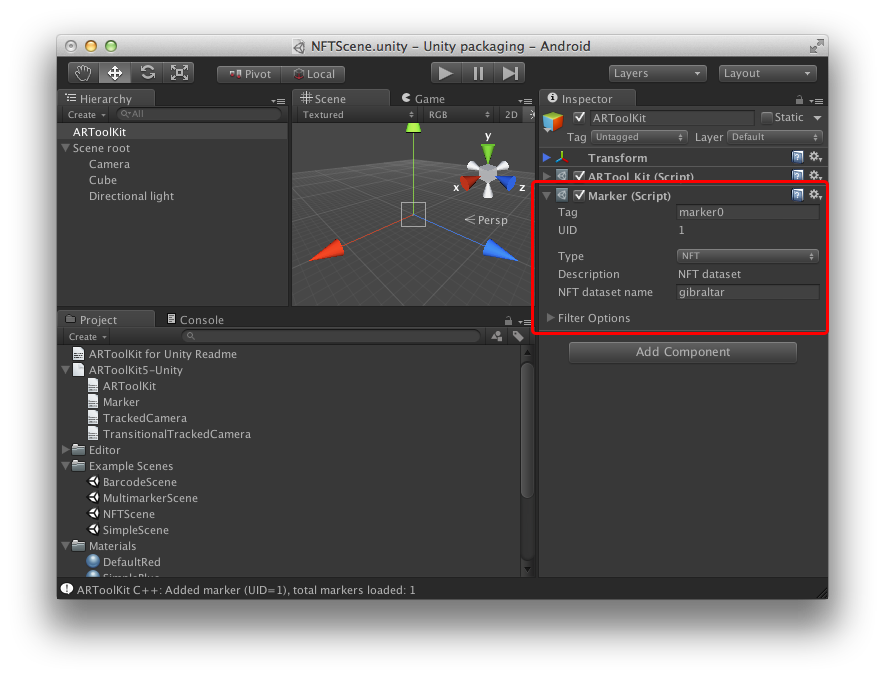 NFTScene.unity - Unity packaging - Android
Pivot Local Layers Layout
Hierarchy
Create All
ARToolKit
Scene root
Camera
Cube
Directional light
Scene Game
Textured RGB 2D
y
x z
Persp
Inspector
ARToolKit Static
Tag Untagged Layer Default
Transform
ARTool Kit (Script)
Marker (Script)
Tag marker0
UID 1
Type NFT
Description NFT dataset
NFT dataset name gibraltar
Filter Options
Add Component
Project Console
Create
ARToolKit for Unity Readme
ARToolKit5-Unity
ARToolKit
Marker
TrackedCamera
TransitionalTrackedCamera
Editor
Example Scenes
BarcodeScene
MultimarkerScene
NFTScene
SimpleScene
Materials
DefaultRed
ARToolKit C++: Added marker (UID=1), total markers loaded: 1